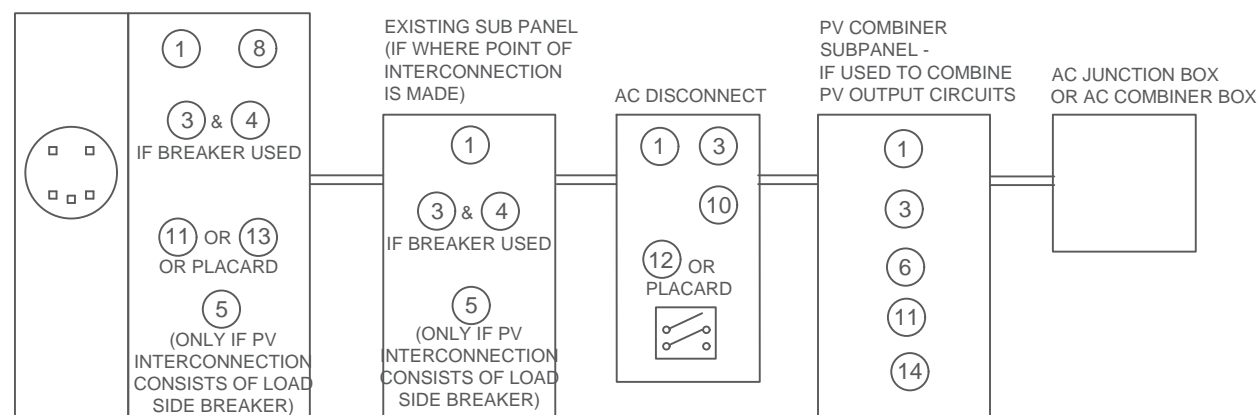 1 8
3 & 4
IF BREAKER USED
11 OR 13
OR PLACARD
5
(ONLY IF PV
INTERCONNECTION
CONSISTS OF LOAD
SIDE BREAKER)
EXISTING SUB PANEL
(IF WHERE POINT OF
INTERCONNECTION
IS MADE)
1
3 & 4
IF BREAKER USED
5
(ONLY IF PV
INTERCONNECTION
CONSISTS OF LOAD
SIDE BREAKER)
AC DISCONNECT
1 3
10
12 OR
PLACARD
PV COMBINER
SUBPANEL -
IF USED TO COMBINE
PV OUTPUT CIRCUITS
1
3
6
11
14
AC JUNCTION BOX
OR AC COMBINER BOX